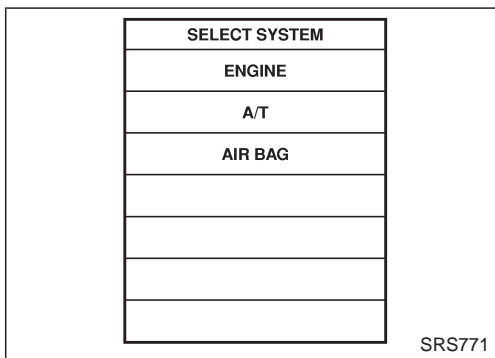 SELECT SYSTEM
ENGINE
A/T
AIR BAG
SRS771